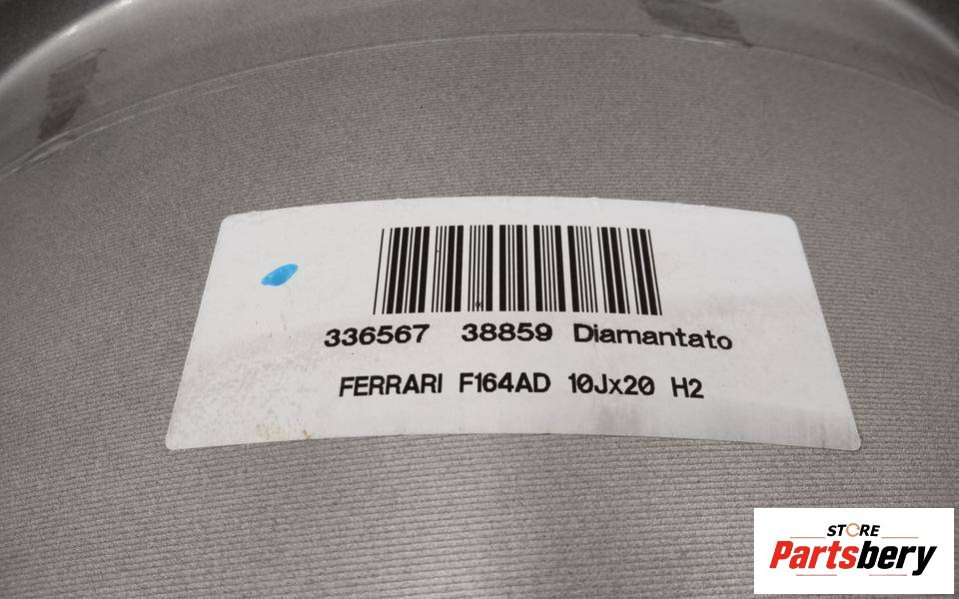 336567 38859 Diamantato
FERRARI F164AD 10Jx20 H2
STORE
Partsbery